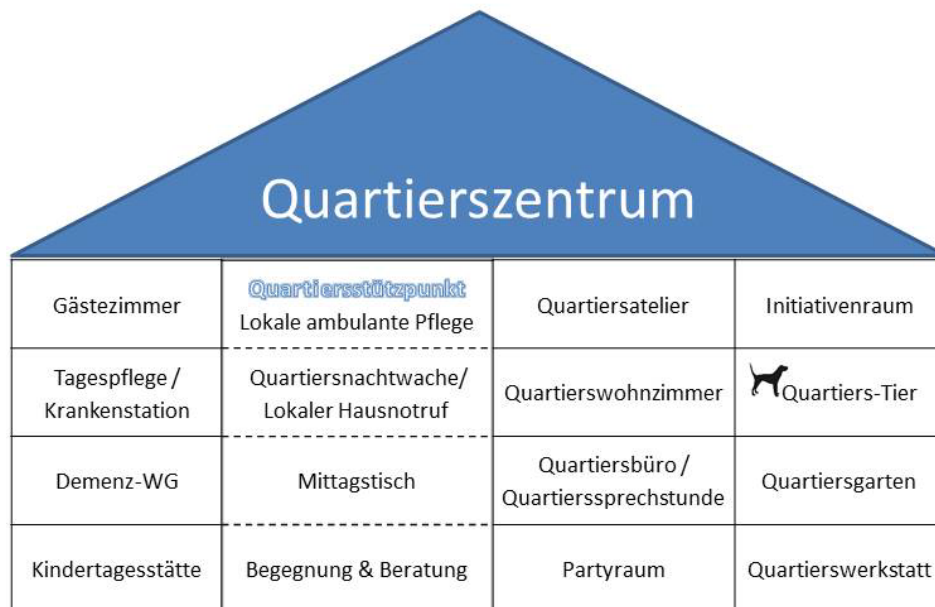 Quartierszentrum
Gästezimmer
Quartiersstützpunkt
Lokale ambulante Pflege
Quartiersatelier
Initiativenraum
Tagespflege /
Krankenstation
Quartiersnachtwache/
Lokaler Hausnotruf
Quartierswohnzimmer
Quartiers-Tier
Demenz-WG
Mittagstisch
Quartiersbüro /
Quartierssprechstunde
Quartiersgarten
Kindertagesstätte
Begegnung & Beratung
Partyraum
Quartierswerkstatt